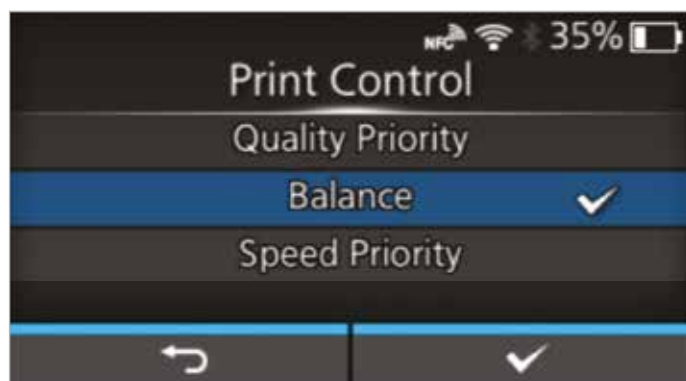 NFC 35%
Print Control
Quality Priority
Balance
Speed Priority